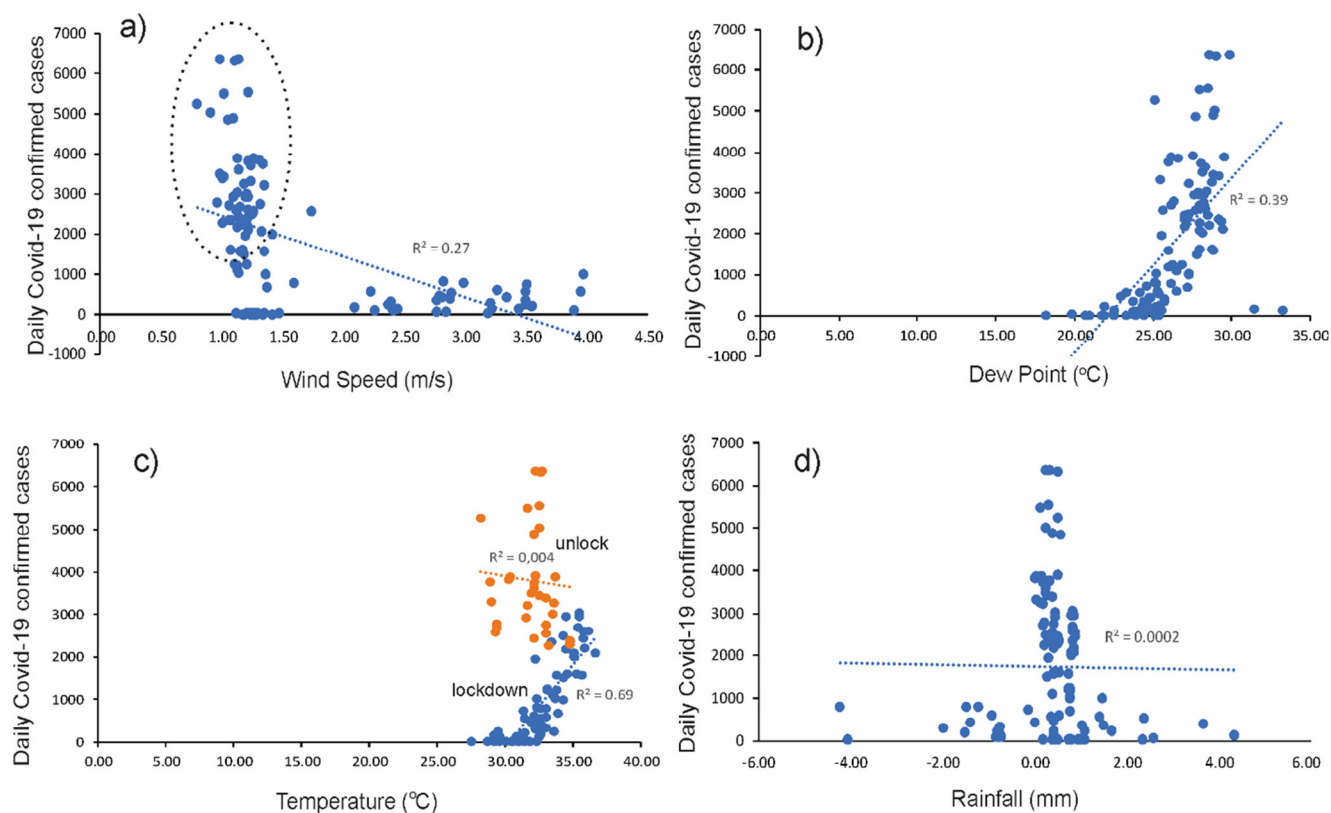 a)
Daily Covid-19 confirmed cases
7000
6000
5000
4000
3000
2000
1000
0
-1000
R² = 0.27
0.00 0.50 1.00 1.50 2.00 2.50 3.00 3.50 4.00 4.50
Wind Speed (m/s)
b)
Daily Covid-19 confirmed cases
7000
6000
5000
4000
3000
2000
1000
0
-1000
R² = 0.39
0.00 5.00 10.00 15.00 20.00 25.00 30.00 35.00
Dew Point (°C)
c)
Daily Covid-19 confirmed cases
7000
6000
5000
4000
3000
2000
1000
0
unlock
R² = 0,004
lockdown
R² = 0.69
0.00 5.00 10.00 15.00 20.00 25.00 30.00 35.00 40.00
Temperature (°C)
d)
Daily Covid-19 confirmed cases
7000
6000
5000
4000
3000
2000
1000
0
R² = 0.0002
-6.00 -4.00 -2.00 0.00 2.00 4.00 6.00
Rainfall (mm)